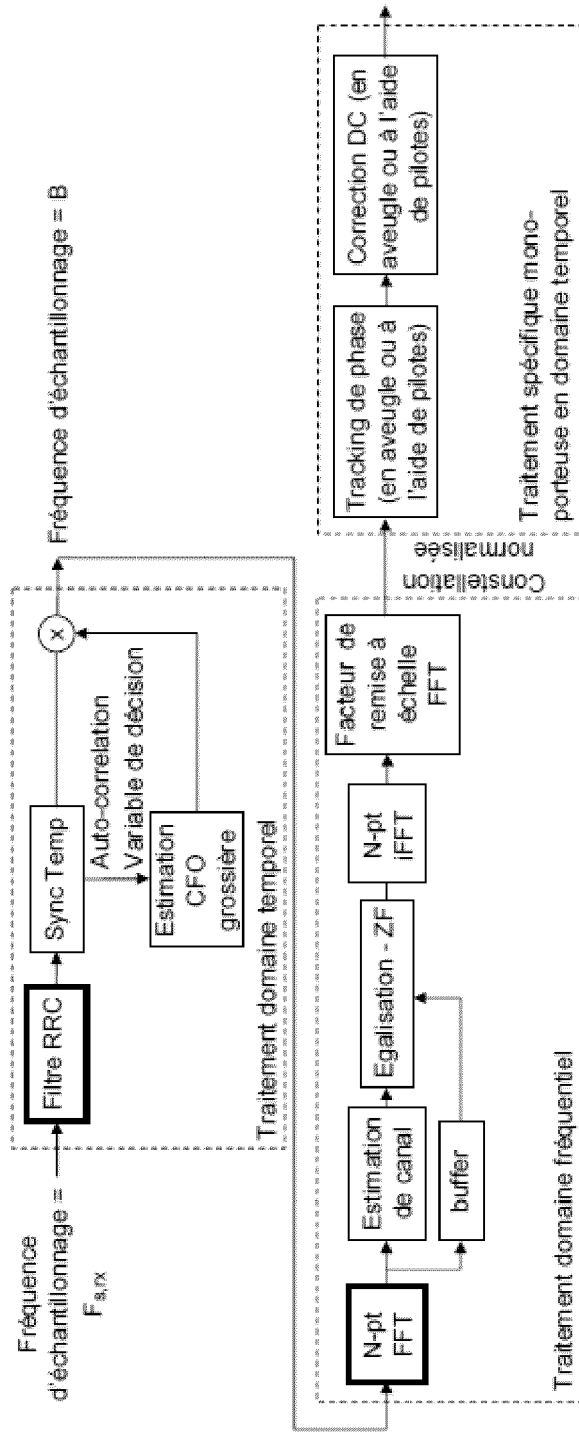 Fréquence
d'échantillonnage =
F_{s,rx}
Filtre RRC
Sync Temp
Auto-correlation
Variable de décision
Estimation
CFO
grossière
x
Traitement domaine temporel
Fréquence d'échantillonnage = B
N-pt
FFT
Estimation
de canal
buffer
Egalisation - ZF
N-pt
iFFT
Facteur de
remise à
échelle
FFT
Traitement domaine fréquentiel
Constellation
normalisée
Tracking de phase
(en aveugle ou à
l'aide de pilotes)
Correction DC (en
aveugle ou à l'aide
de pilotes)
Traitement spécifique mono-
porteuse en domaine temporel